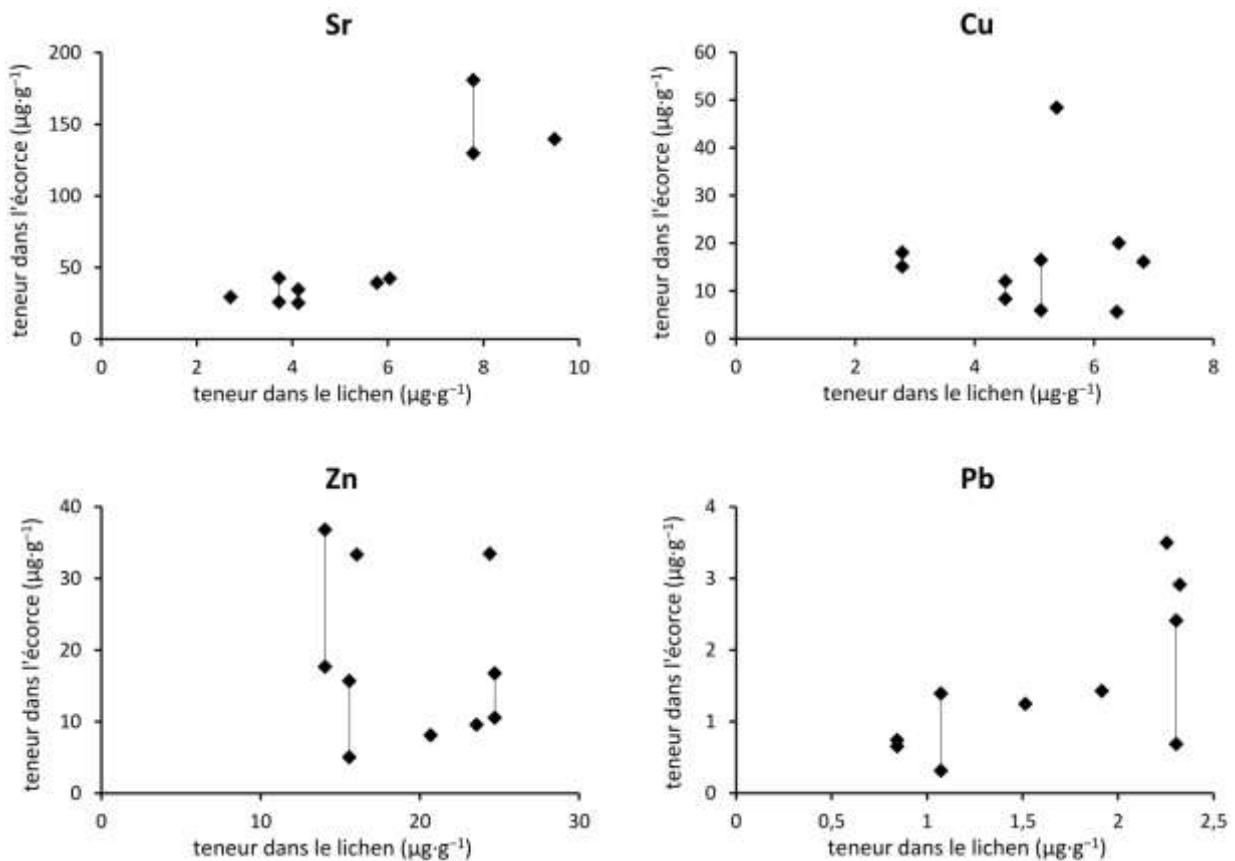 Sr
200
150
100
50
0
0 2 4 6 8 10
teneur dans l'écorce (µg·g⁻¹)
teneur dans le lichen (µg·g⁻¹)
Cu
60
50
40
30
20
10
0
0 2 4 6 8
teneur dans l'écorce (µg·g⁻¹)
teneur dans le lichen (µg·g⁻¹)
Zn
40
30
20
10
0
0 10 20 30
teneur dans l'écorce (µg·g⁻¹)
teneur dans le lichen (µg·g⁻¹)
Pb
4
3
2
1
0
0 0,5 1 1,5 2 2,5
teneur dans l'écorce (µg·g⁻¹)
teneur dans le lichen (µg·g⁻¹)